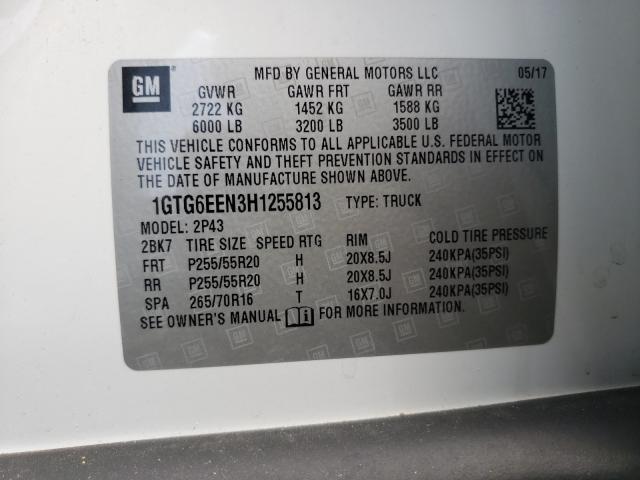 GM
MFD BY GENERAL MOTORS LLC 05/17
GVWR GAWR FRT GAWR RR
2722 KG 1452 KG 1588 KG
6000 LB 3200 LB 3500 LB
THIS VEHICLE CONFORMS TO ALL APPLICABLE U.S. FEDERAL MOTOR
VEHICLE SAFETY AND THEFT PREVENTION STANDARDS IN EFFECT ON
THE DATE OF MANUFACTURE SHOWN ABOVE.
1GTG6EEN3H1255813 TYPE: TRUCK
MODEL: 2P43
2BK7 TIRE SIZE SPEED RTG RIM COLD TIRE PRESSURE
FRT P255/55R20 H 20X8.5J 240KPA(35PSI)
RR P255/55R20 H 20X8.5J 240KPA(35PSI)
SPA 265/70R16 T 16X7.0J 240KPA(35PSI)
SEE OWNER'S MANUAL FOR MORE INFORMATION.